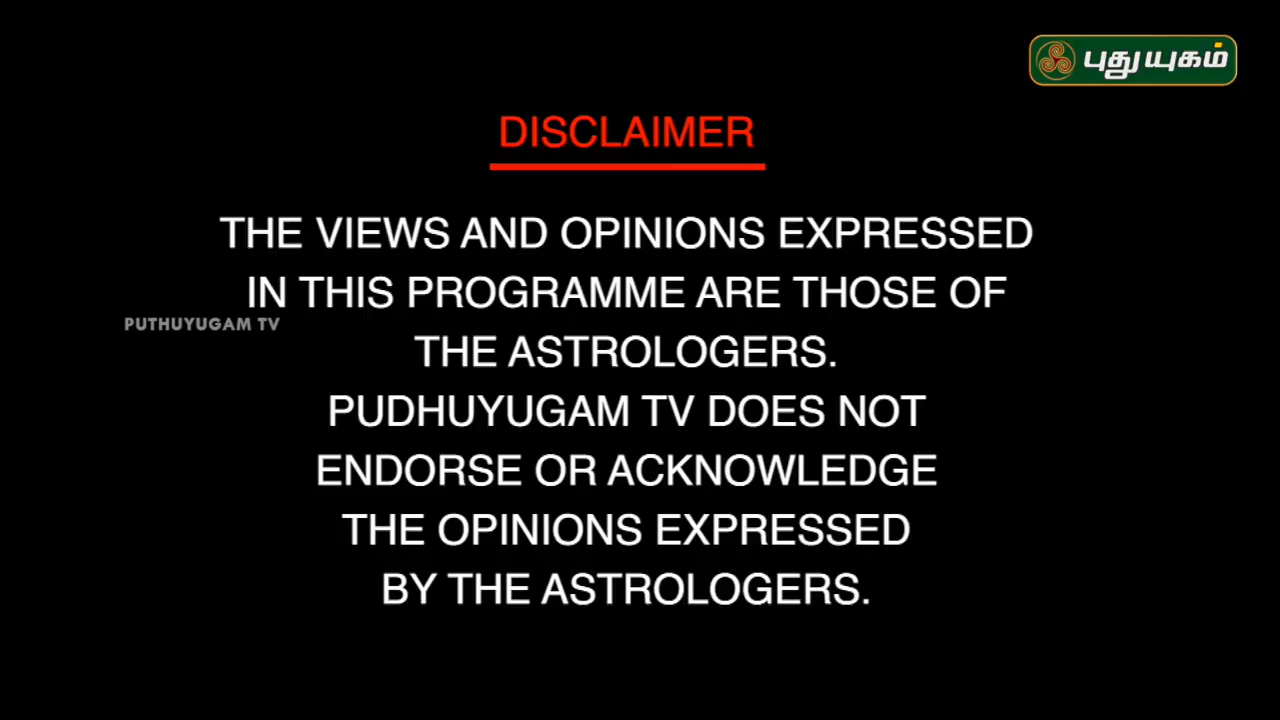 புதுயுகம்
DISCLAIMER
THE VIEWS AND OPINIONS EXPRESSED
IN THIS PROGRAMME ARE THOSE OF
PUTHUYUGAM TV
THE ASTROLOGERS.
PUDHUYUGAM TV DOES NOT
ENDORSE OR ACKNOWLEDGE
THE OPINIONS EXPRESSED
BY THE ASTROLOGERS.